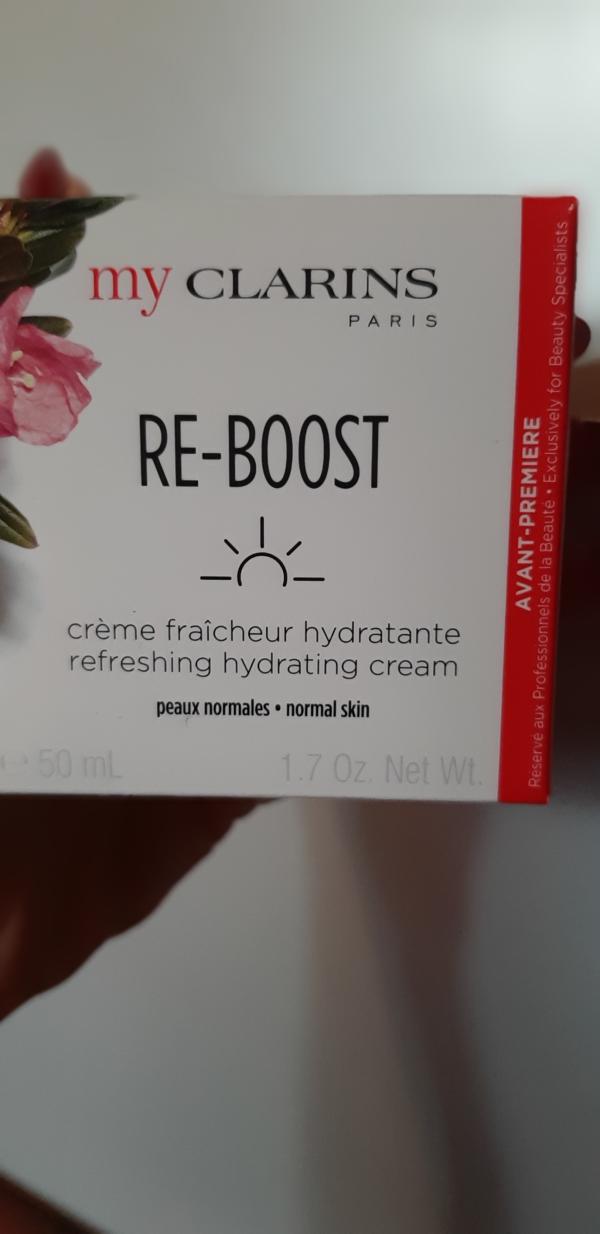 my CLARINS
PARIS
RE-BOOST
crème fraîcheur hydratante
refreshing hydrating cream
peaux normales • normal skin
e 50 mL
1.7 Oz. Net Wt.
AVANT-PREMIERE
Réservé aux Professionnels de la Beauté • Exclusively for Beauty Specialists